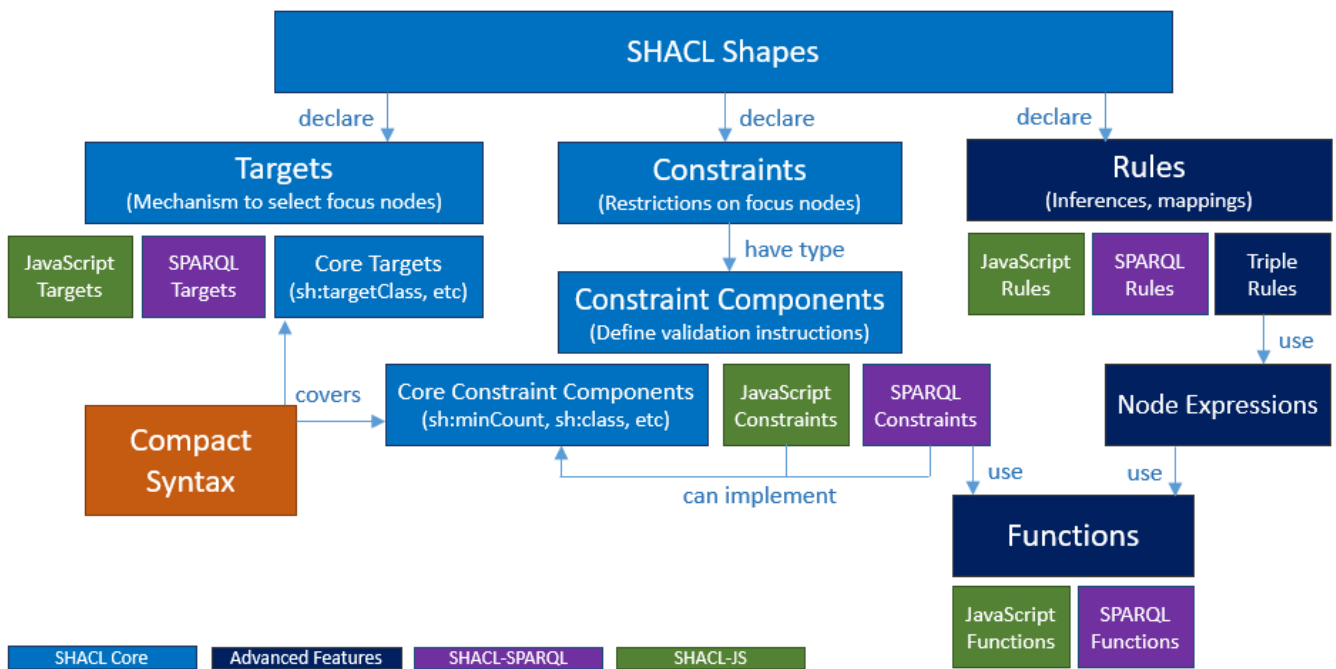 SHACL Shapes
declare
declare
declare
Targets
(Mechanism to select focus nodes)
Constraints
(Restrictions on focus nodes)
Rules
(Inferences, mappings)
JavaScript
Targets
SPARQL
Targets
Core Targets
(sh:targetClass, etc)
have type
JavaScript
Rules
SPARQL
Rules
Triple
Rules
Constraint Components
(Define validation instructions)
use
covers
Core Constraint Components
(sh:minCount, sh:class, etc)
JavaScript
Constraints
SPARQL
Constraints
Node Expressions
Compact
Syntax
can implement
use
use
Functions
JavaScript
Functions
SPARQL
Functions
SHACL Core
Advanced Features
SHACL-SPARQL
SHACL-JS